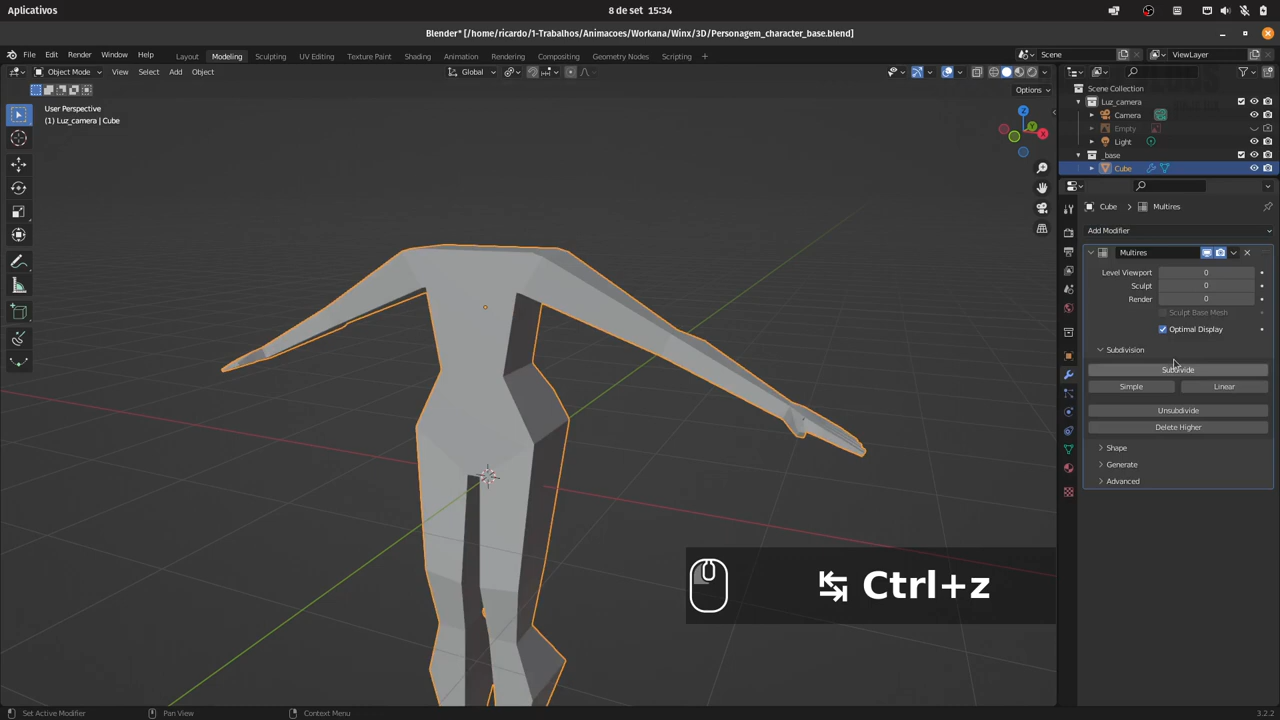 Aplicativos
8 de set 15:34
Blender* [/home/ricardo/1-Trabalhos/Animacoes/Workana/Winx/3D/Personagem_character_base.blend]
File Edit Render Window Help Layout Modeling Sculpting UV Editing Texture Paint Shading Animation Rendering Compositing Geometry Nodes Scripting + Scene ViewLayer
Object Mode View Select Add Object Global
Options
User Perspective
(1) Luz_camera | Cube
Z
Y
X
Scene Collection
Luz_camera
Camera
Empty
Light
_base
Cube
Cube > Multires
Add Modifier
Multires
Level Viewport 0
Sculpt 0
Render 0
Sculpt Base Mesh
Optimal Display
Subdivision
Subdivide
Simple Linear
Unsubdivide
Delete Higher
Shape
Generate
Advanced
Ctrl+z
Set Active Modifier Pan View Context Menu 3.2.2